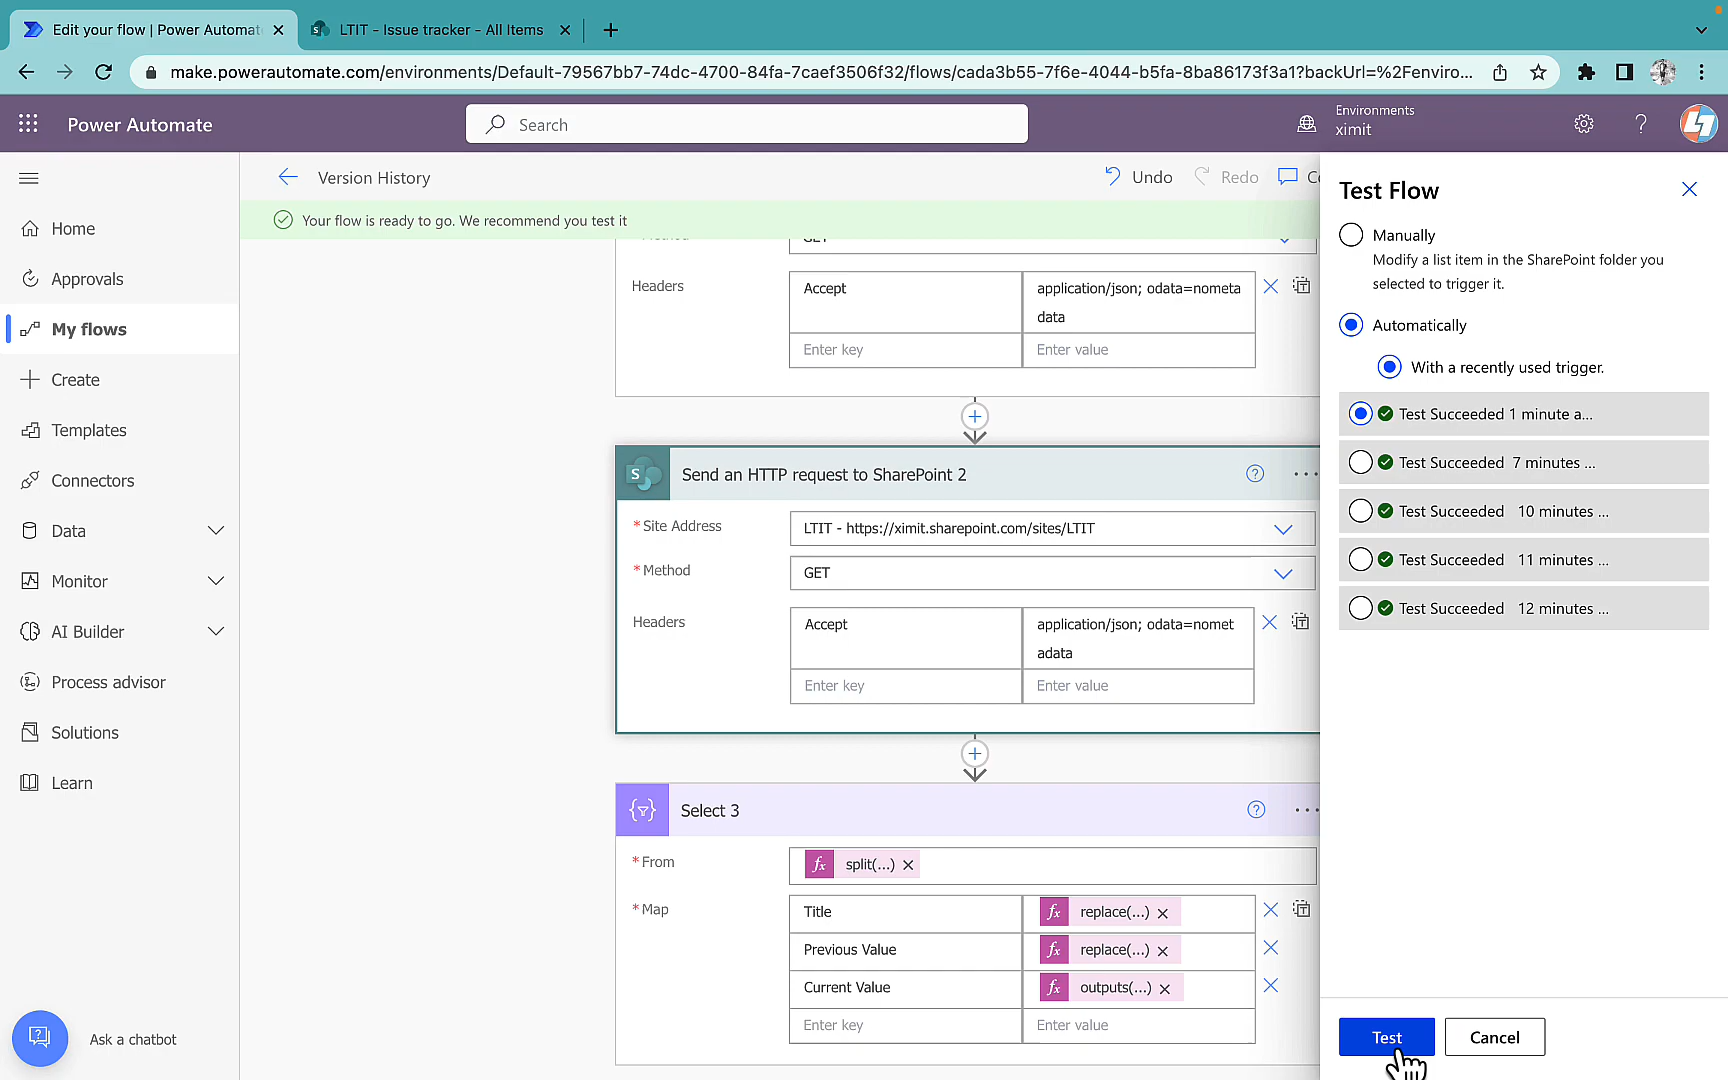 Edit your flow | Power Automat
LTIT - Issue tracker - All Items
make.powerautomate.com/environments/Default-79567bb7-74dc-4700-84fa-7caef3506f32/flows/cada3b55-7f6e-4044-b5fa-8ba86173f3a1?backUrl=%2Fenviro...
Power Automate
Search
Environments
ximit
Home
Approvals
My flows
Create
Templates
Connectors
Data
Monitor
AI Builder
Process advisor
Solutions
Learn
Ask a chatbot
Version History
Undo
Redo
Co
Your flow is ready to go. We recommend you test it
GET
Headers
Accept
application/json; odata=nometa
data
Enter key
Enter value
S
Send an HTTP request to SharePoint 2
* Site Address
LTIT - https://ximit.sharepoint.com/sites/LTIT
* Method
GET
Headers
Accept
application/json; odata=nomet
adata
Enter key
Enter value
Select 3
* From
fx split(...)
* Map
Title
fx replace(...)
Previous Value
fx replace(...)
Current Value
fx outputs(...)
Enter key
Enter value
Test Flow
Manually
Modify a list item in the SharePoint folder you
selected to trigger it.
Automatically
With a recently used trigger.
Test Succeeded 1 minute a...
Test Succeeded 7 minutes ...
Test Succeeded 10 minutes ...
Test Succeeded 11 minutes ...
Test Succeeded 12 minutes ...
Test
Cancel